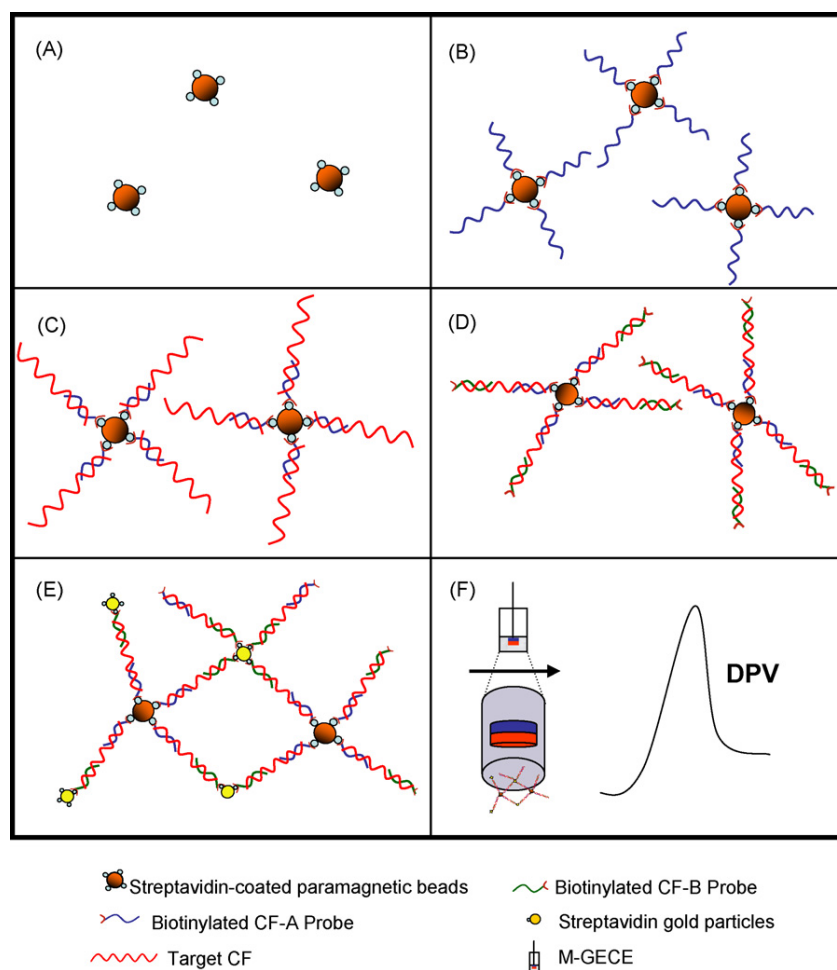 (A)
(B)
(C)
(D)
(E)
(F)
DPV
Streptavidin-coated paramagnetic beads
Biotinylated CF-B Probe
Biotinylated CF-A Probe
Streptavidin gold particles
Target CF
M-GECE